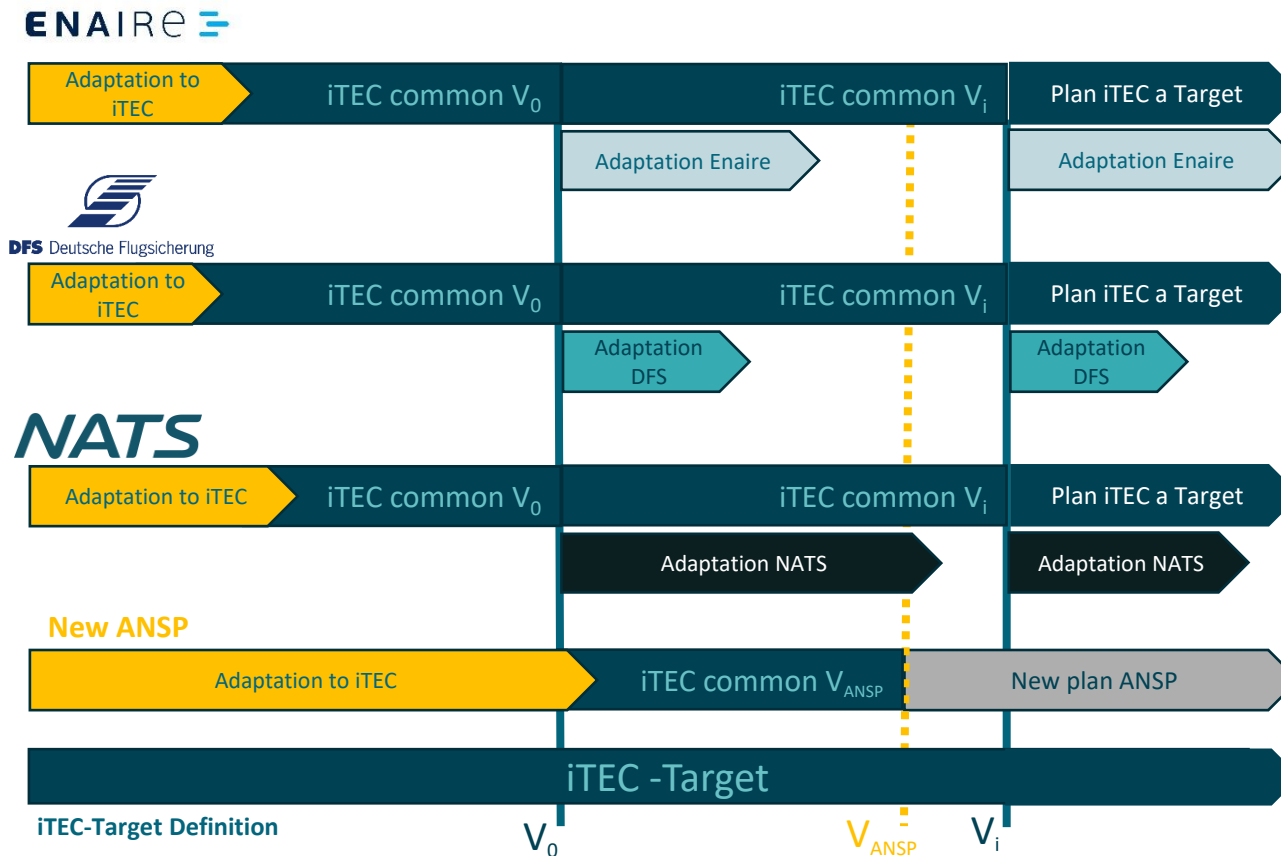 ENAIRe
Adaptation to
iTEC
iTEC common V0
iTEC common Vi
Plan iTEC a Target
Adaptation Enaire
Adaptation Enaire
DFS Deutsche Flugsicherung
Adaptation to
iTEC
iTEC common V0
iTEC common Vi
Plan iTEC a Target
Adaptation
DFS
Adaptation
DFS
NATS
Adaptation to iTEC
iTEC common V0
iTEC common Vi
Plan iTEC a Target
Adaptation NATS
Adaptation NATS
New ANSP
Adaptation to iTEC
iTEC common VANSP
New plan ANSP
iTEC -Target
iTEC-Target Definition
V0
VANSP
Vi